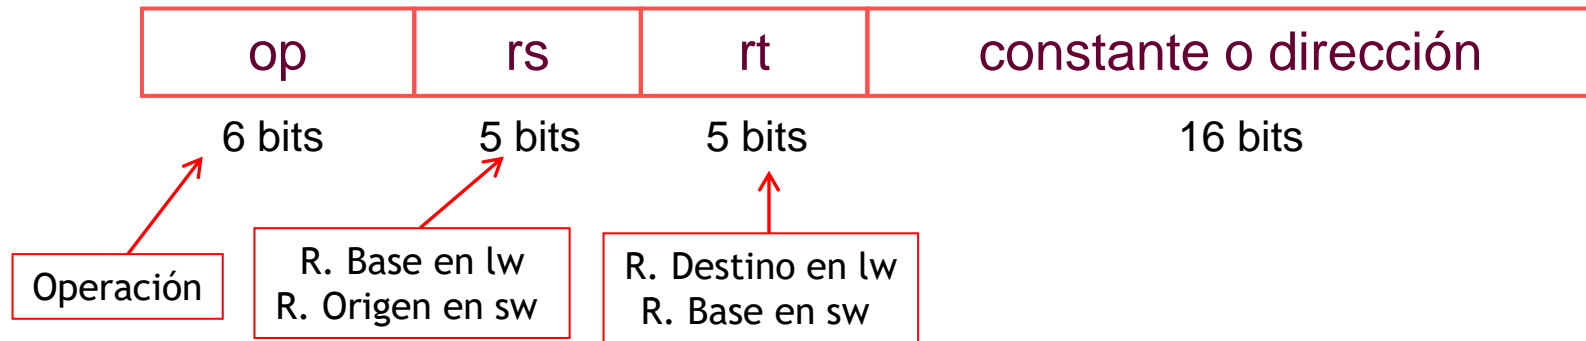 op rs rt constante o dirección
6 bits 5 bits 5 bits 16 bits
Operación
R. Base en lw
R. Origen en sw
R. Destino en lw
R. Base en sw